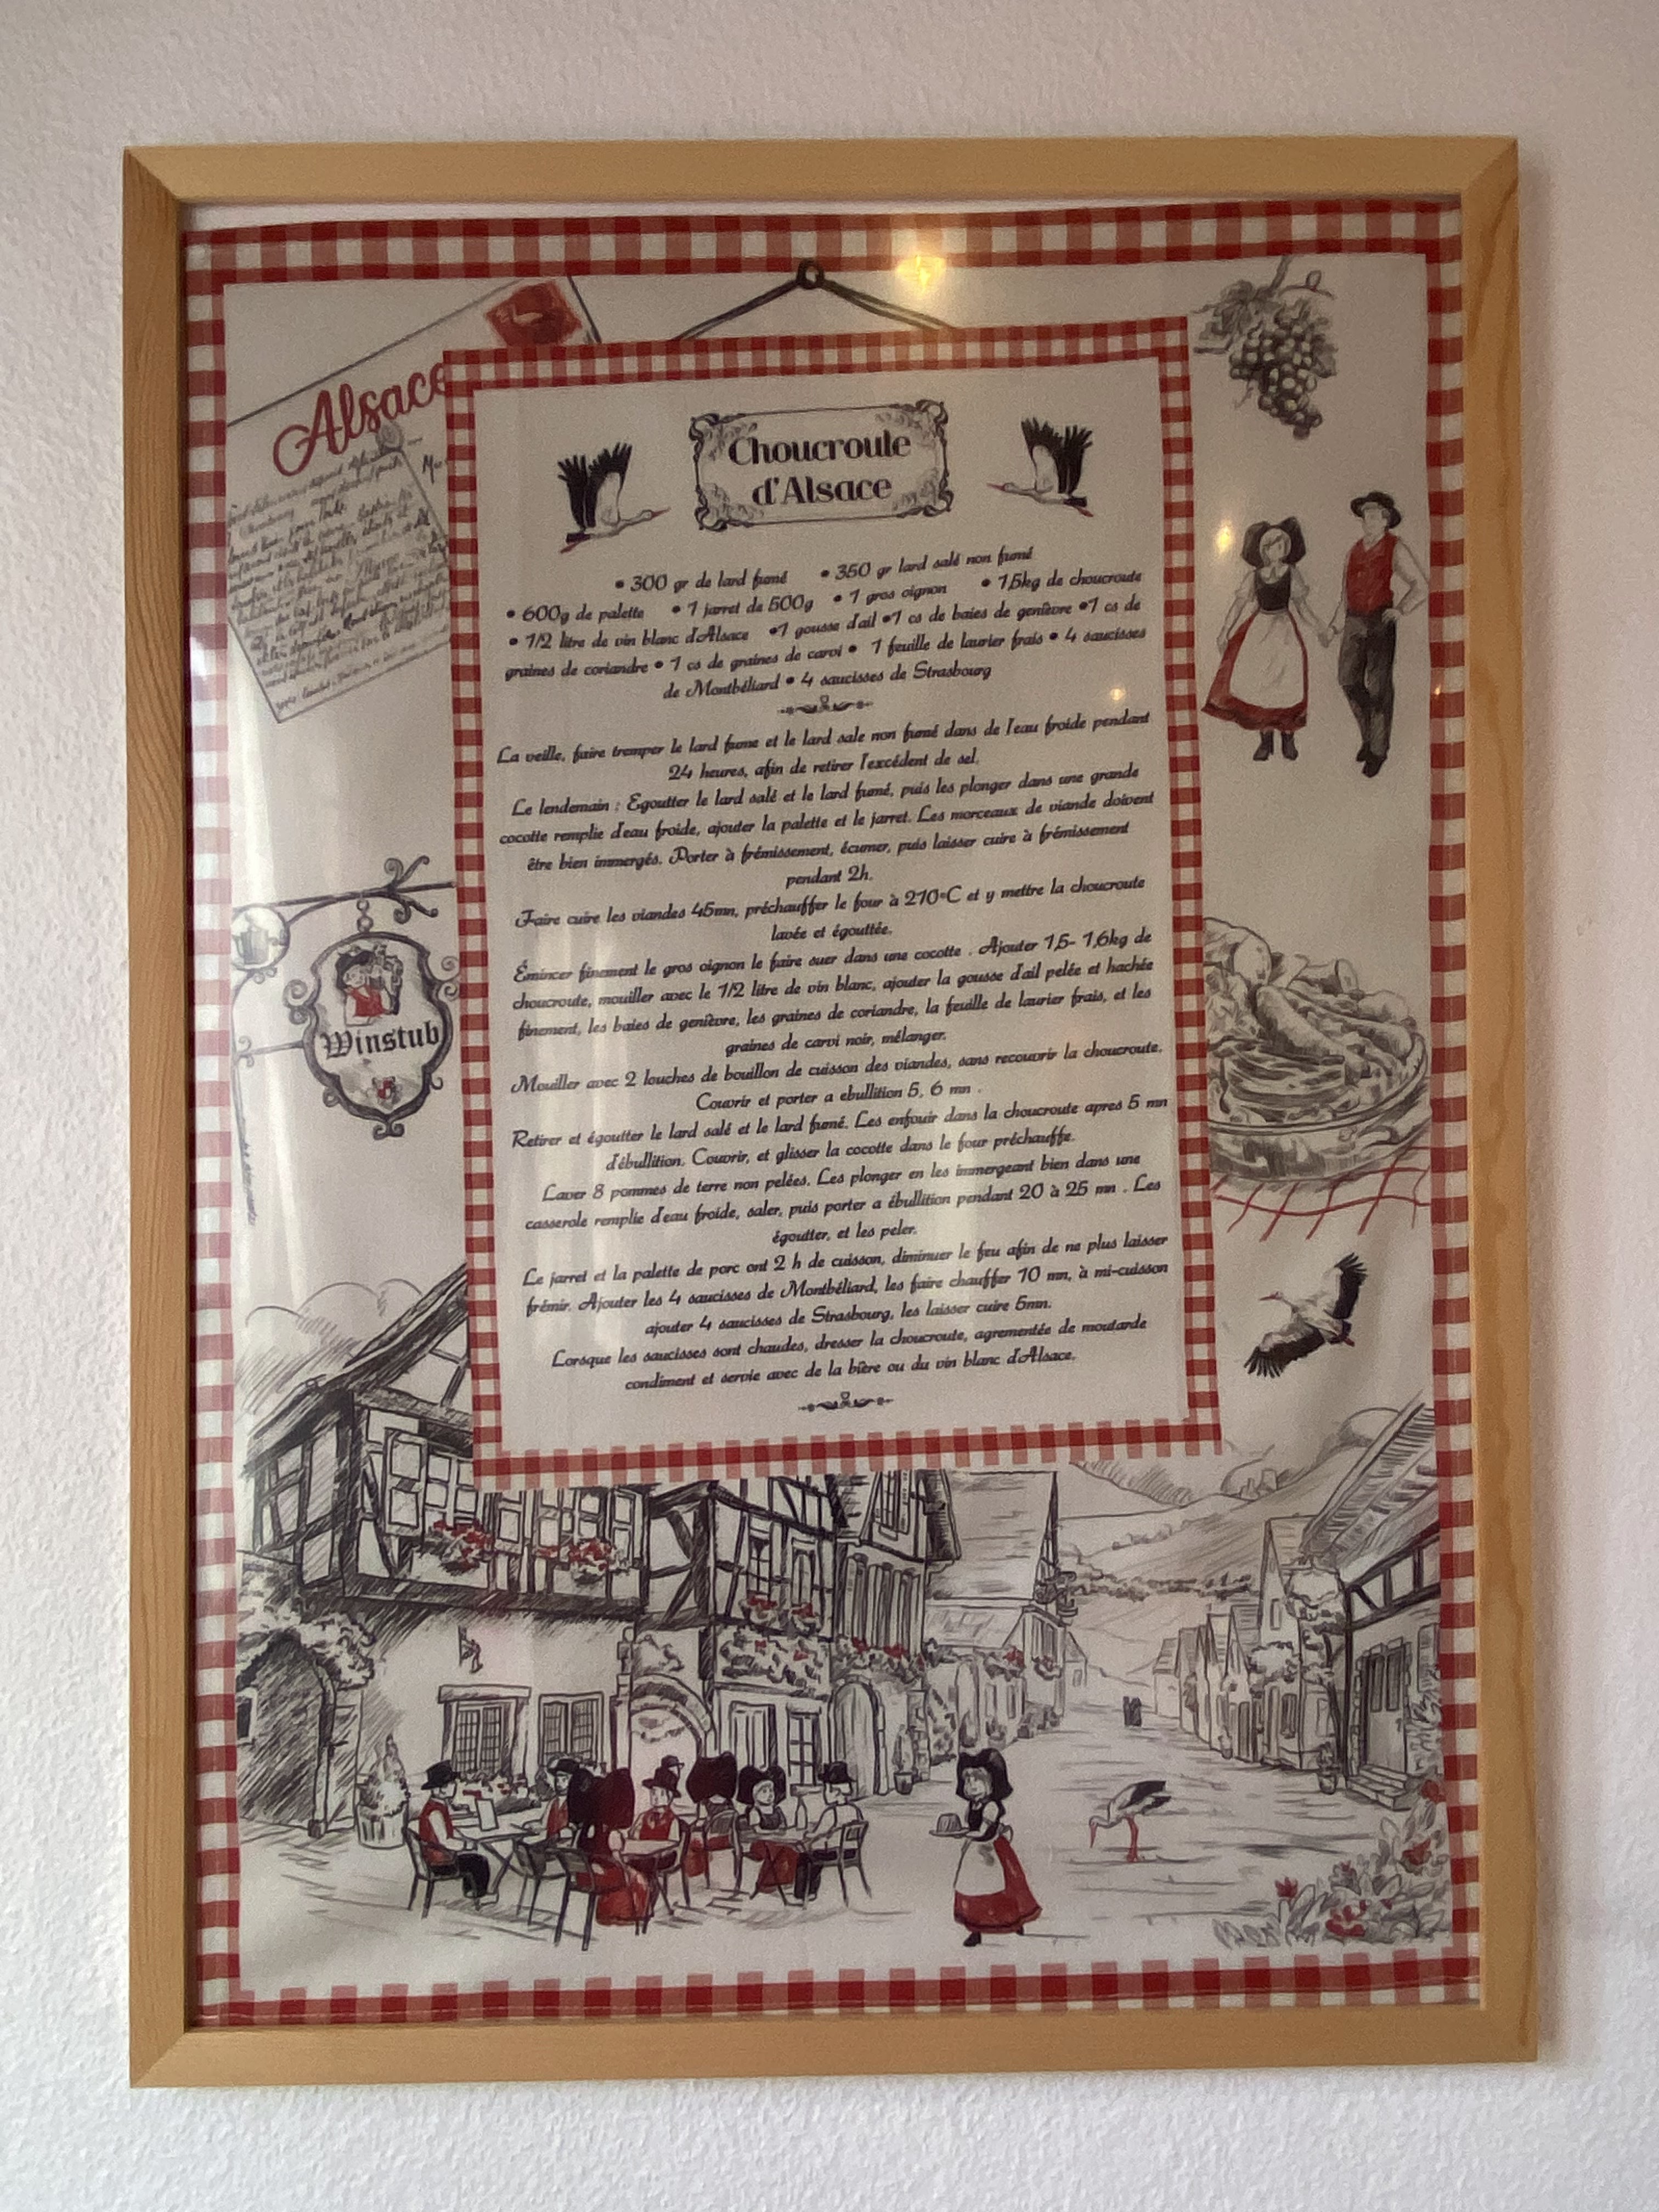 Alsace
Choucroute
d'Alsace
• 300 gr de lard fumé • 350 gr lard salé non fumé
• 600g de palette • 1 jarret de 500g • 1 gros oignon • 1,5kg de choucroute
• 1/2 litre de vin blanc d'Alsace •1 gousse d'ail •1 cs de baies de genièvre •1 cs de
graines de coriandre • 1 cs de graines de carvi • 1 feuille de laurier frais • 4 saucisses
de Montbéliard • 4 saucisses de Strasbourg
La veille, faire tremper le lard fume et le lard sale non fumé dans de l'eau froide pendant
24 heures, afin de retirer l'excédent de sel.
Le lendemain : Egoutter le lard salé et le lard fumé, puis les plonger dans une grande
cocotte remplie d'eau froide, ajouter la palette et le jarret. Les morceaux de viande doivent
être bien immergés. Porter à frémissement, écumer, puis laisser cuire à frémissement
pendant 2h.
Faire cuire les viandes 45mn, préchauffer le four à 210°C et y mettre la choucroute
lavée et égouttée.
Émincer finement le gros oignon le faire suer dans une cocotte . Ajouter 1,5- 1,6kg de
choucroute, mouiller avec le 1/2 litre de vin blanc, ajouter la gousse d'ail pelée et hachée
finement, les baies de genièvre, les graines de coriandre, la feuille de laurier frais, et les
graines de carvi noir, mélanger.
Mouiller avec 2 louches de bouillon de cuisson des viandes, sans recouvrir la choucroute.
Couvrir et porter a ebullition 5, 6 mn .
Retirer et égoutter le lard salé et le lard fumé. Les enfouir dans la choucroute apres 5 mn
d'ébullition. Couvrir, et glisser la cocotte dans le four préchauffe.
Laver 8 pommes de terre non pelées. Les plonger en les immergeant bien dans une
casserole remplie d'eau froide, saler, puis porter a ébullition pendant 20 à 25 mn . Les
égoutter, et les peler.
Le jarret et la palette de porc ont 2 h de cuisson, diminuer le feu afin de ne plus laisser
frémir. Ajouter les 4 saucisses de Montbéliard, les faire chauffer 10 mn, à mi-cuisson
ajouter 4 saucisses de Strasbourg, les laisser cuire 5mn.
Lorsque les saucisses sont chaudes, dresser la choucroute, agrementée de moutarde
condiment et servie avec de la bière ou du vin blanc d'Alsace.
Winstub